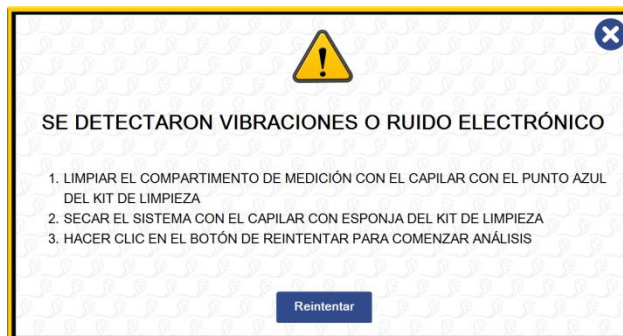 SE DETECTARON VIBRACIONES O RUIDO ELECTRÓNICO
1. LIMPIAR EL COMPARTIMENTO DE MEDICIÓN CON EL CAPILAR CON EL PUNTO AZUL
DEL KIT DE LIMPIEZA
2. SECAR EL SISTEMA CON EL CAPILAR CON ESPONJA DEL KIT DE LIMPIEZA
3. HACER CLIC EN EL BOTÓN DE REINTENTAR PARA COMENZAR ANÁLISIS
Reintentar